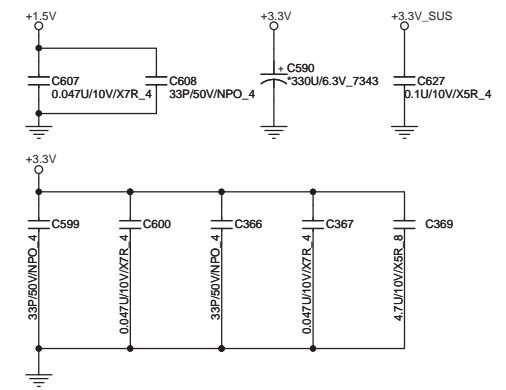 +1.5V
+3.3V
+3.3V_SUS
C607
0.047U/10V/X7R_4
C608
33P/50V/NPO_4
+ C590
*330U/6.3V_7343
C627
0.1U/10V/X5R_4
+3.3V
C599
33P/50V/NPO_4
C600
0.047U/10V/X7R_4
C366
33P/50V/NPO_4
C367
0.047U/10V/X7R_4
C369
4.7U/10V/X5R_8